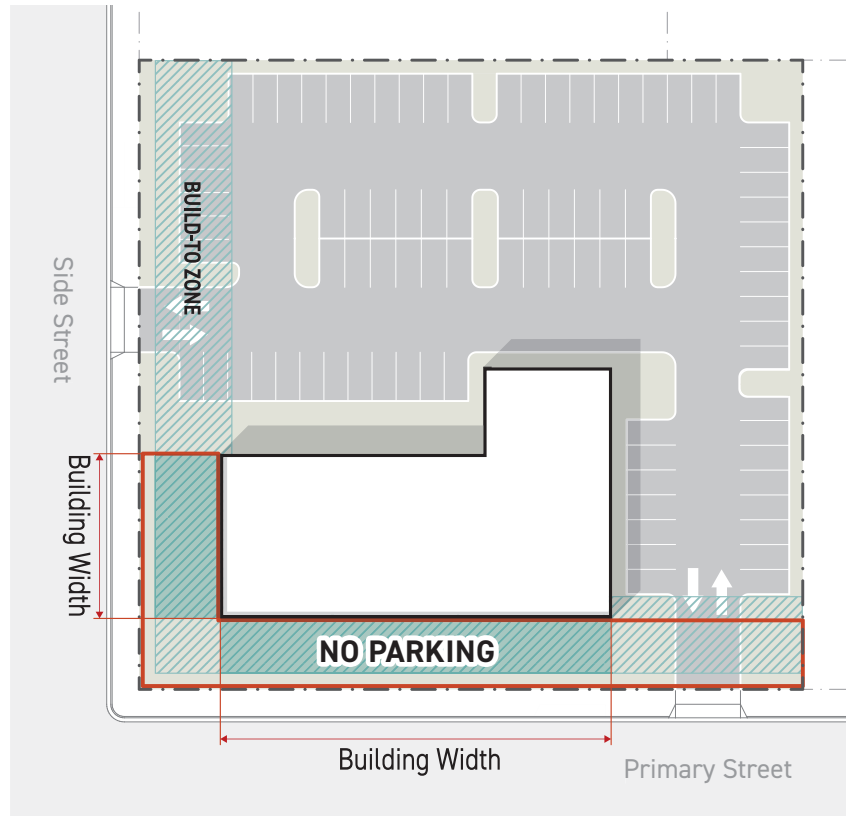 BUILD-TO ZONE
Side Street
Building Width
NO PARKING
Building Width
Primary Street